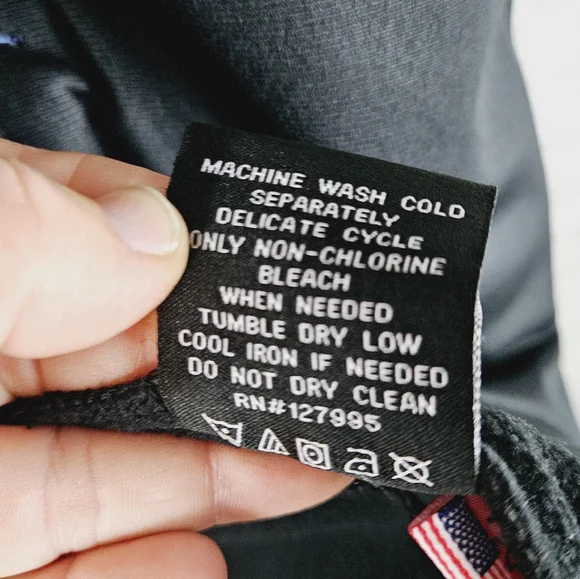 MACHINE WASH COLD
SEPARATELY
DELICATE CYCLE
ONLY NON-CHLORINE
BLEACH
WHEN NEEDED
TUMBLE DRY LOW
COOL IRON IF NEEDED
DO NOT DRY CLEAN
RN#127995